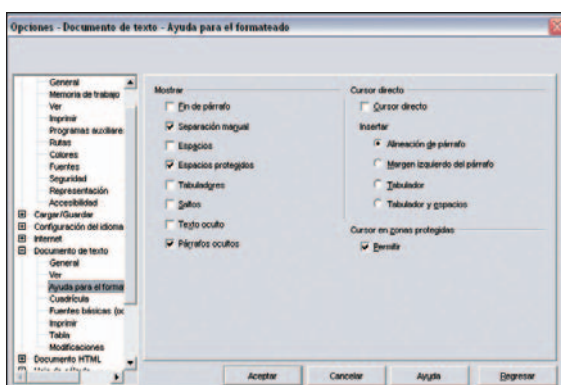 Opciones - Documento de texto - Ayuda para el formateado
General
Memoria de trabajo
Ver
Imprimir
Programas auxiliare
Rutas
Colores
Fuentes
Seguridad
Representación
Accesibilidad
Cargar/Guardar
Configuración del idioma
Internet
Documento de texto
General
Ver
Ayuda para el forma
Cuadrícula
Fuentes básicas (oc
Imprimir
Tabla
Modificaciones
Documento HTML
Mostrar
Fin de párrafo
Separación manual
Espacios
Espacios protegidos
Tabuladores
Saltos
Texto oculto
Párrafos ocultos
Cursor directo
Cursor directo
Insertar
Alineación de párrafo
Margen izquierdo del párrafo
Tabulador
Tabulador y espacios
Cursor en zonas protegidas
Permitir
Aceptar
Cancelar
Ayuda
Regresar